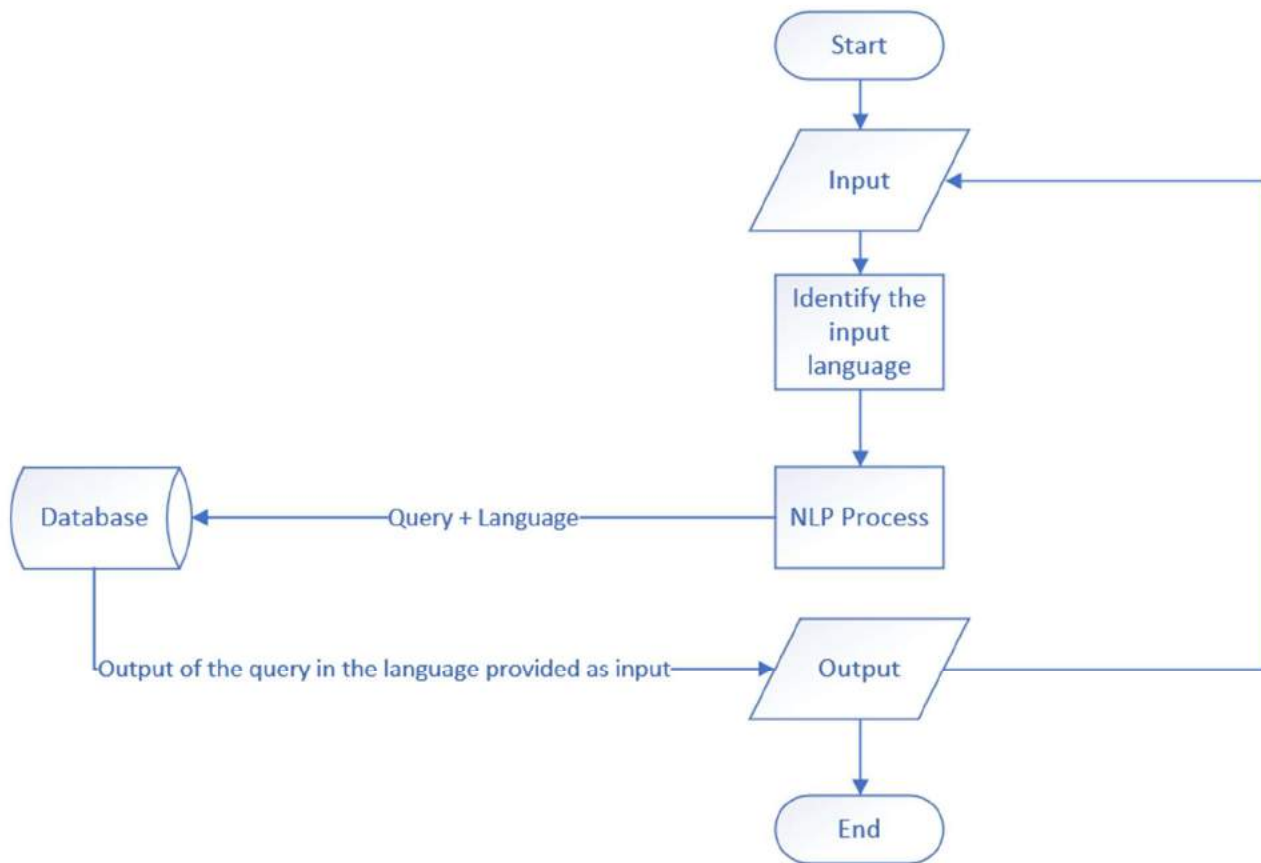 Start
Input
Identify the
input
language
Database
Query + Language
NLP Process
Output of the query in the language provided as input
Output
End